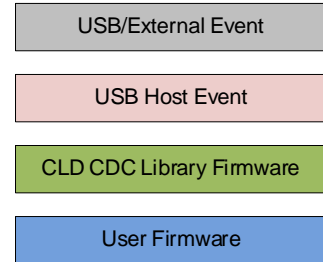 USB/External Event
USB Host Event
CLD CDC Library Firmware
User Firmware